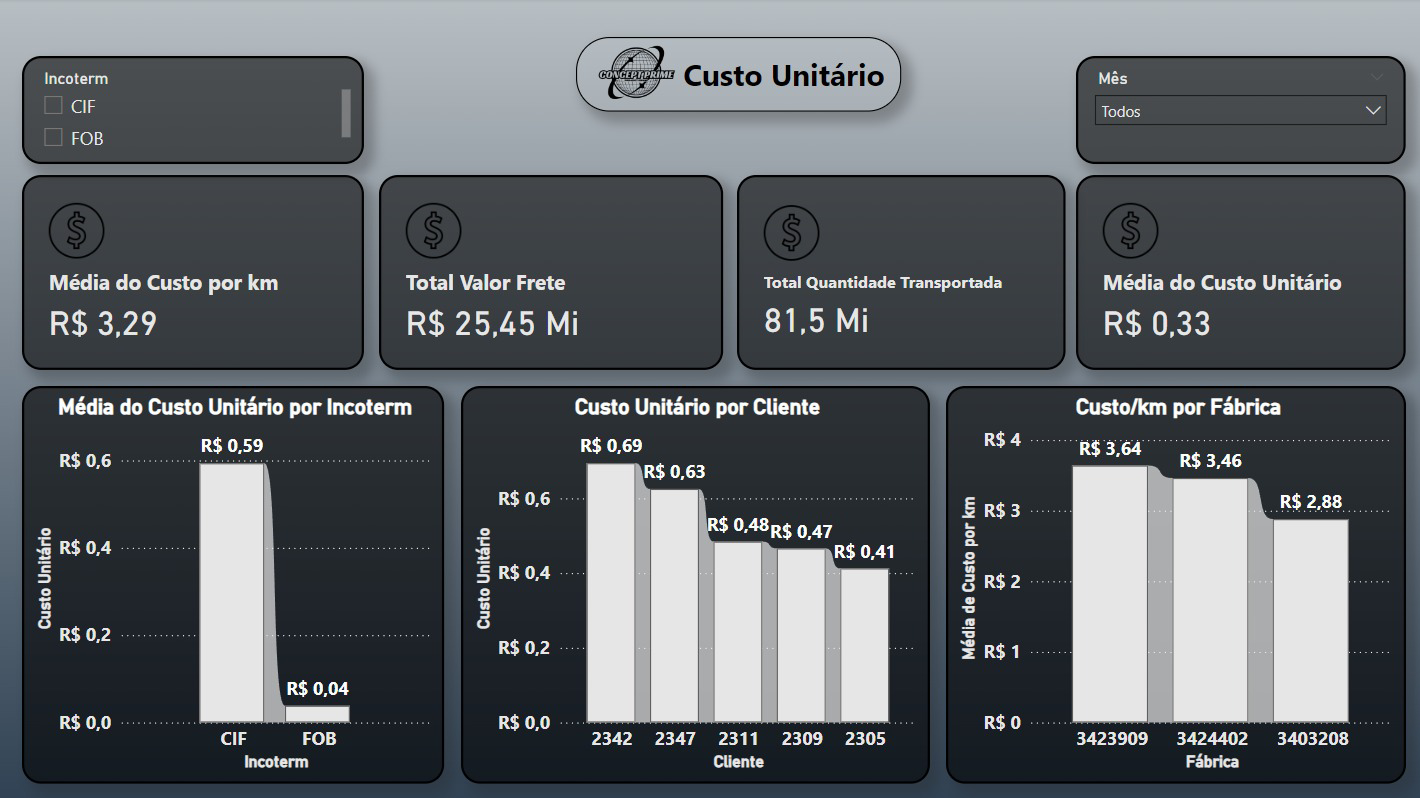 CONCEPT PRIME
Custo Unitário
Incoterm
CIF
FOB
Mês
Todos
Média do Custo por km
R$ 3,29
Total Valor Frete
R$ 25,45 Mi
Total Quantidade Transportada
81,5 Mi
Média do Custo Unitário
R$ 0,33
Média do Custo Unitário por Incoterm
Custo Unitário
R$ 0,6
R$ 0,4
R$ 0,2
R$ 0,0
R$ 0,59
R$ 0,04
CIF FOB
Incoterm
Custo Unitário por Cliente
Custo Unitário
R$ 0,6
R$ 0,4
R$ 0,2
R$ 0,0
R$ 0,69
R$ 0,63
R$ 0,48
R$ 0,47
R$ 0,41
2342 2347 2311 2309 2305
Cliente
Custo/km por Fábrica
Média de Custo por km
R$ 4
R$ 3
R$ 2
R$ 1
R$ 0
R$ 3,64
R$ 3,46
R$ 2,88
3423909 3424402 3403208
Fábrica